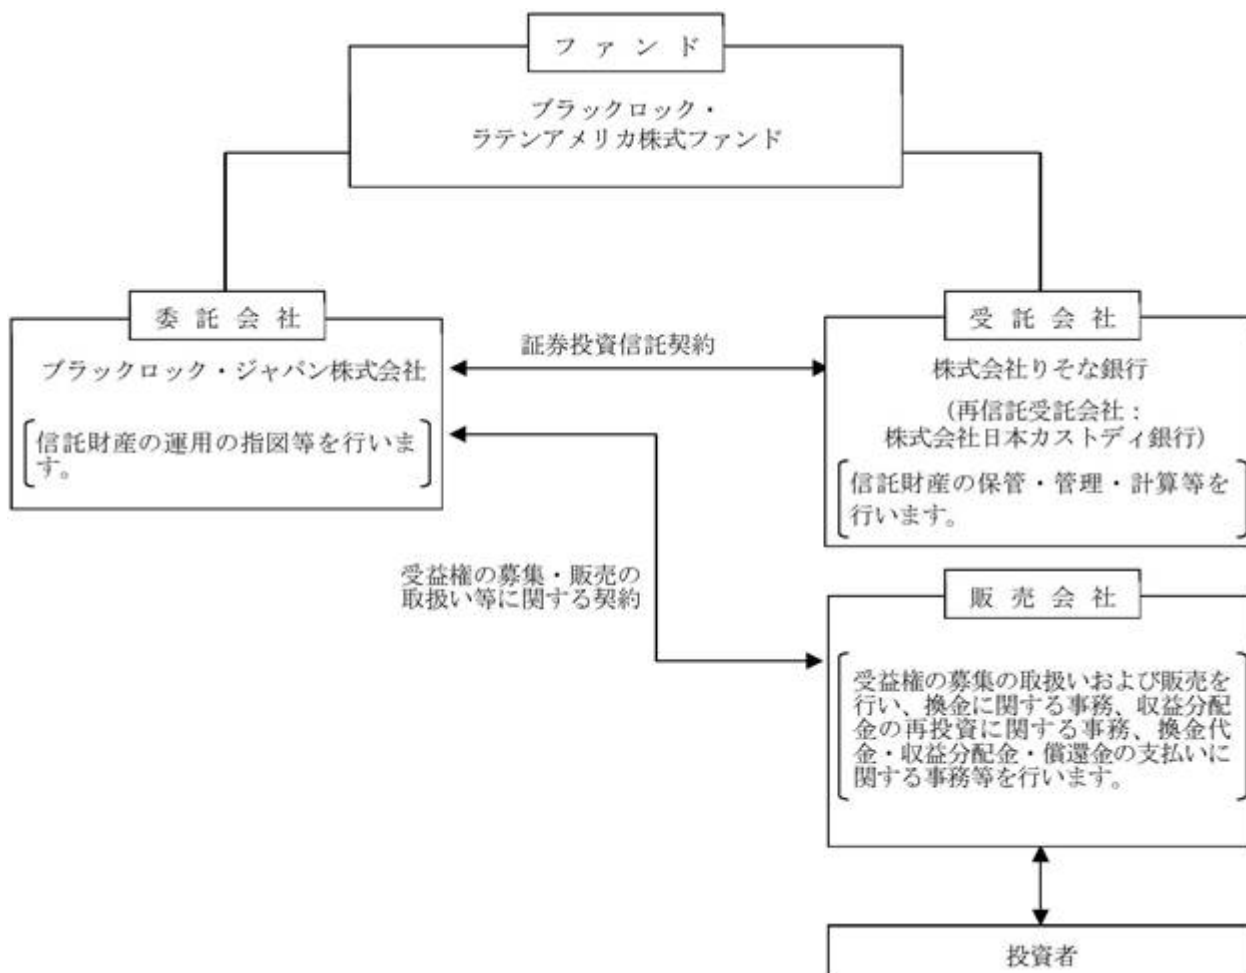 ファンド
ブラックロック・
ラテンアメリカ株式ファンド
委託会社
ブラックロック・ジャパン株式会社
信託財産の運用の指図等を行いま
す。
証券投資信託契約
受託会社
株式会社りそな銀行
(再信託受託会社：
株式会社日本カストディ銀行)
信託財産の保管・管理・計算等を
行います。
受益権の募集・販売の
取扱い等に関する契約
販売会社
受益権の募集の取扱いおよび販売を
行い、換金に関する事務、収益分配
金の再投資に関する事務、換金代
金・収益分配金・償還金の支払いに
関する事務等を行います。
投資者